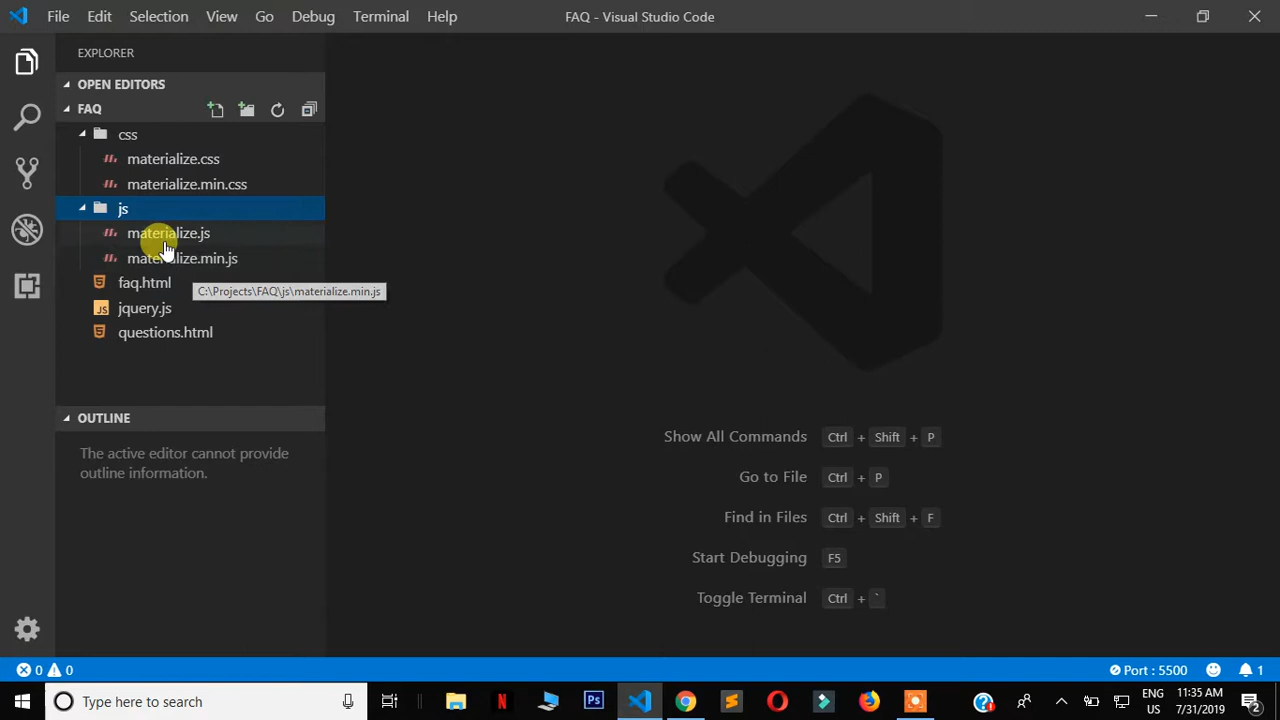 File Edit Selection View Go Debug Terminal Help FAQ - Visual Studio Code
EXPLORER
OPEN EDITORS
FAQ
css
materialize.css
materialize.min.css
js
materialize.js
materialize.min.js
faq.html
C:\Projects\FAQ\js\materialize.min.js
jquery.js
questions.html
OUTLINE
The active editor cannot provide
outline information.
Show All Commands Ctrl + Shift + P
Go to File Ctrl + P
Find in Files Ctrl + Shift + F
Start Debugging F5
Toggle Terminal Ctrl + `
0 0 Port : 5500 1
Type here to search
ENG
US
11:35 AM
7/31/2019
2